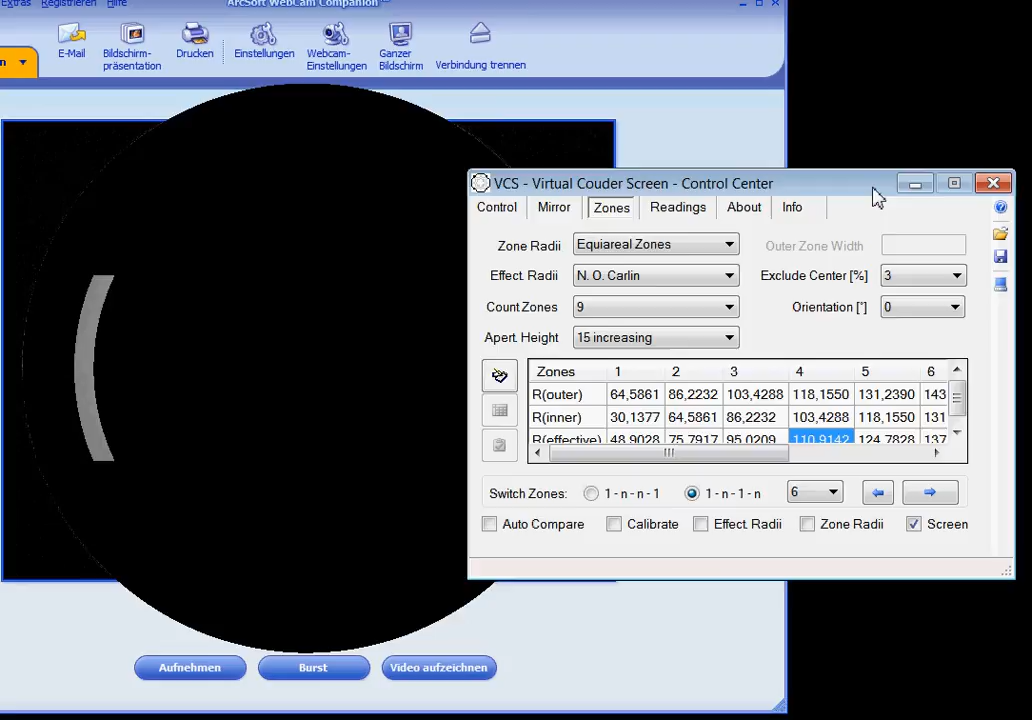 ArcSoft WebCam Companion
Extras Registrieren Hilfe
E-Mail
Bildschirm-
präsentation
Drucken
Einstellungen
Webcam-
Einstellungen
Ganzer
Bildschirm
Verbindung trennen
n
VCS - Virtual Couder Screen - Control Center
Control Mirror Zones Readings About Info
Zone Radii Equiareal Zones Outer Zone Width
Effect. Radii N. O. Carlin Exclude Center [%] 3
Count Zones 9 Orientation [°] 0
Apert. Height 15 increasing
Zones 1 2 3 4 5 6
R(outer) 64,5861 86,2232 103,4288 118,1550 131,2390 143
R(inner) 30,1377 64,5861 86,2232 103,4288 118,1550 131
R(effective) 48,9028 75,7917 95,0209 110,9142 124,7828 137
Switch Zones: 1 - n - n - 1 1 - n - 1 - n 6
Auto Compare Calibrate Effect. Radii Zone Radii Screen
Aufnehmen Burst Video aufzeichnen